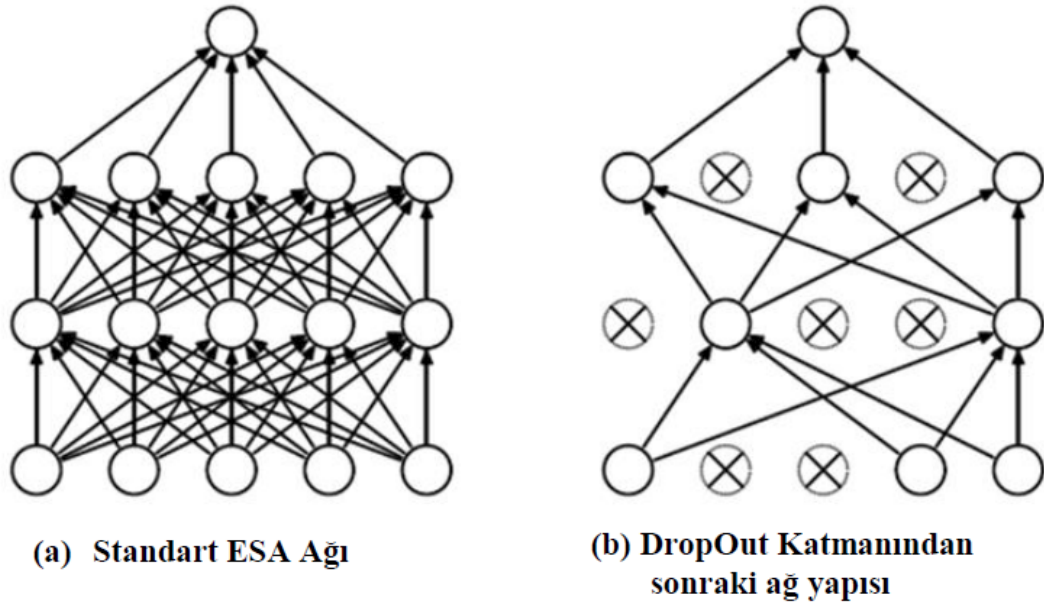 (a) Standart ESA Ağı
(b) DropOut Katmanından
sonraki ağ yapısı